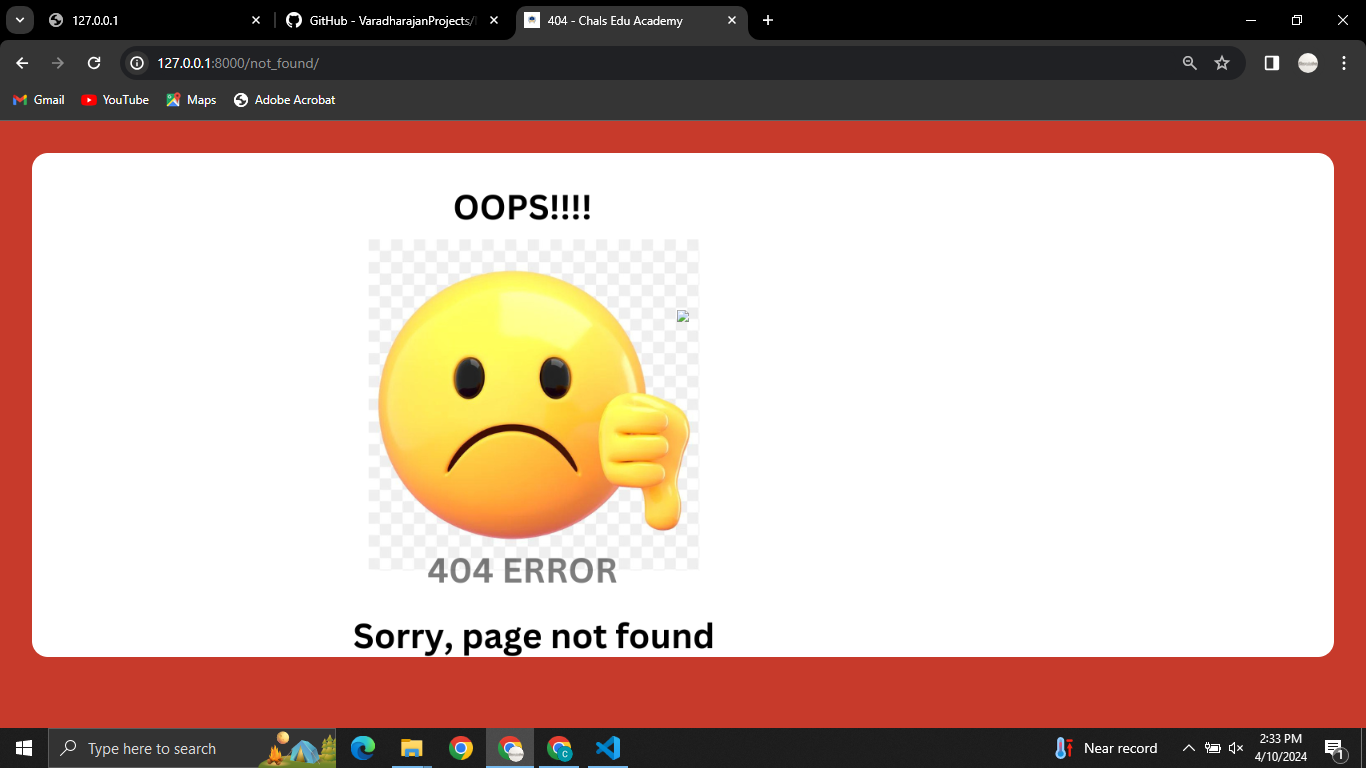 127.0.0.1
GitHub - VaradharajanProjects/
404 - Chals Edu Academy
127.0.0.1:8000/not_found/
Gmail
YouTube
Maps
Adobe Acrobat
OOPS!!!!
404 ERROR
Sorry, page not found
Type here to search
C
Near record
2:33 PM
4/10/2024
1